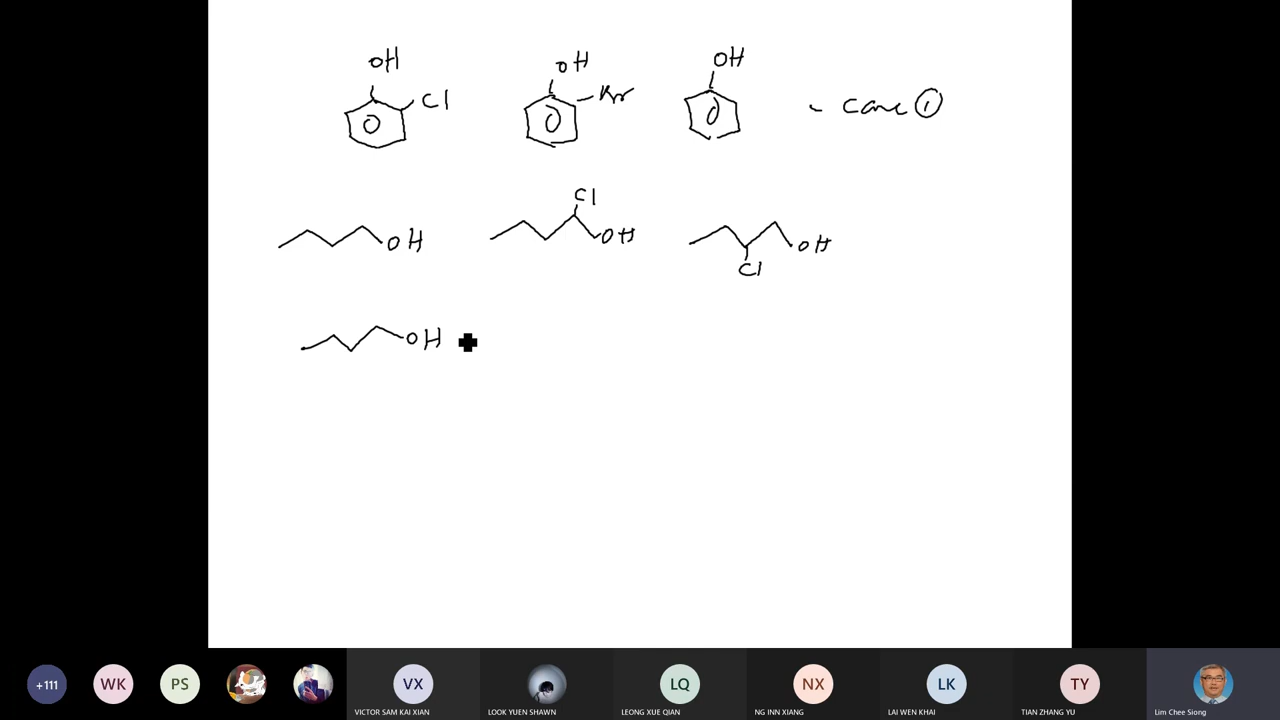 OH OH OH
Cl Br - case ①
Cl
OH OH OH
Cl
OH
+111 WK PS VX LQ NX LK TY
VICTOR SAM KAI XIAN LOOK YUEN SHAWN LEONG XUE QIAN NG INN XIANG LAI WEN KHAI TIAN ZHANG YU Lim Chee Siong